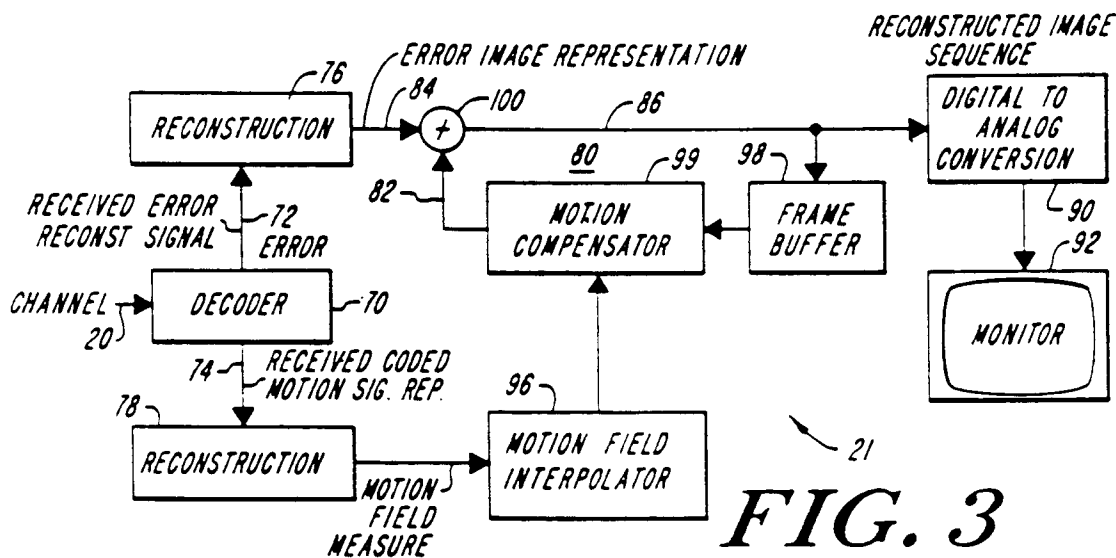 RECONSTRUCTED IMAGE
SEQUENCE
ERROR IMAGE REPRESENTATION
76
84
100
86
RECONSTRUCTION
+
DIGITAL TO
ANALOG
CONVERSION
80
99
98
82
MOTION
COMPENSATOR
FRAME
BUFFER
90
RECEIVED ERROR
RECONST SIGNAL
72
ERROR
92
CHANNEL
20
DECODER
70
MONITOR
74
RECEIVED CODED
MOTION SIG. REP.
78
96
RECONSTRUCTION
MOTION FIELD
INTERPOLATOR
21
MOTION
FIELD
MEASURE
FIG. 3